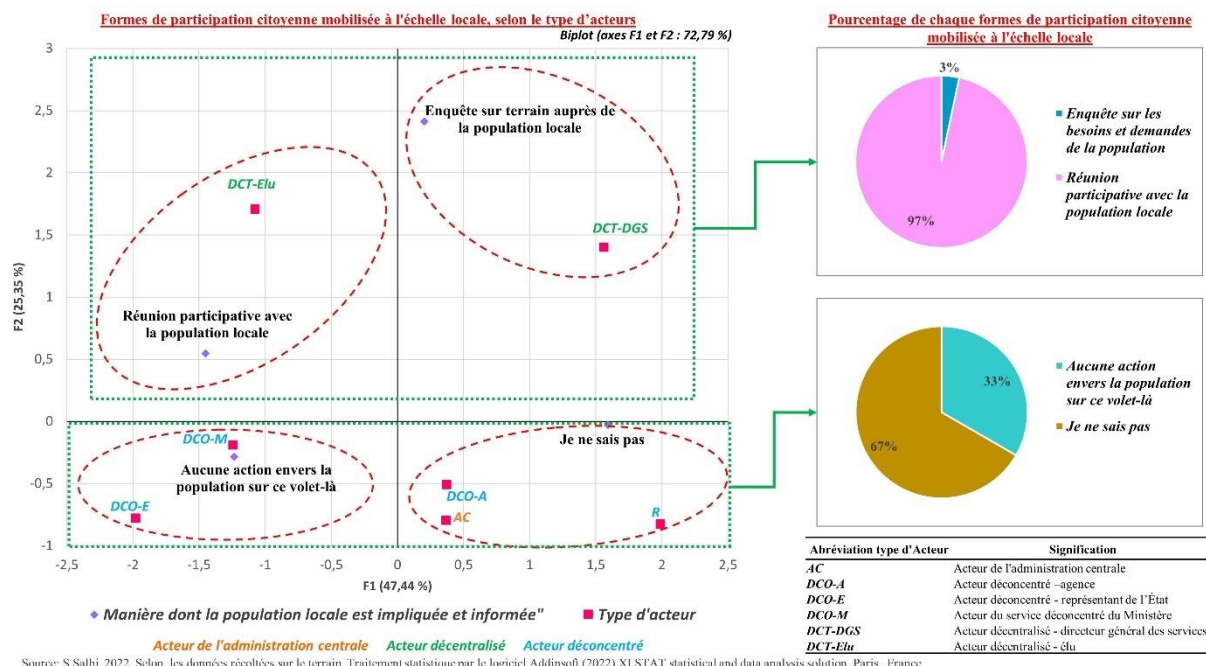 Formes de participation citoyenne mobilisée à l'échelle locale, selon le type d'acteurs
Biplot (axes F1 et F2 : 72,79 %)
3
2,5
2
1,5
1
0,5
0
-0,5
-1
F2 (25,35 %)
Enquête sur terrain auprès de
la population locale
DCT-Elu
DCT-DGS
Réunion participative avec
la population locale
DCO-M
Aucune action envers la
population sur ce volet-là
DCO-E
Je ne sais pas
DCO-A
AC
R
-2,5 -2 -1,5 -1 -0,5 0 0,5 1 1,5 2 2,5
F1 (47,44 %)
Manière dont la population locale est impliquée et informée" Type d'acteur
Acteur de l'administration centrale Acteur décentralisé Acteur déconcentré
Pourcentage de chaque formes de participation citoyenne
mobilisée à l'échelle locale
3%
97%
Enquête sur les
besoins et demandes
de la population
Réunion
participative avec la
population locale
33%
67%
Aucune action
envers la population
sur ce volet-là
Je ne sais pas
Abréviation type d'Acteur Signification
AC Acteur de l'administration centrale
DCO-A Acteur déconcentré –agence
DCO-E Acteur déconcentré - représentant de l'État
DCO-M Acteur du service déconcentré du Ministère
DCT-DGS Acteur décentralisé - directeur général des services
DCT-Elu Acteur décentralisé - élu
Source: S.Salhi, 2022. Selon, les données récoltées sur le terrain. Traitement statistique par le logiciel Addinsoft (2022) XLSTAT statistical and data analysis solution. Paris, France